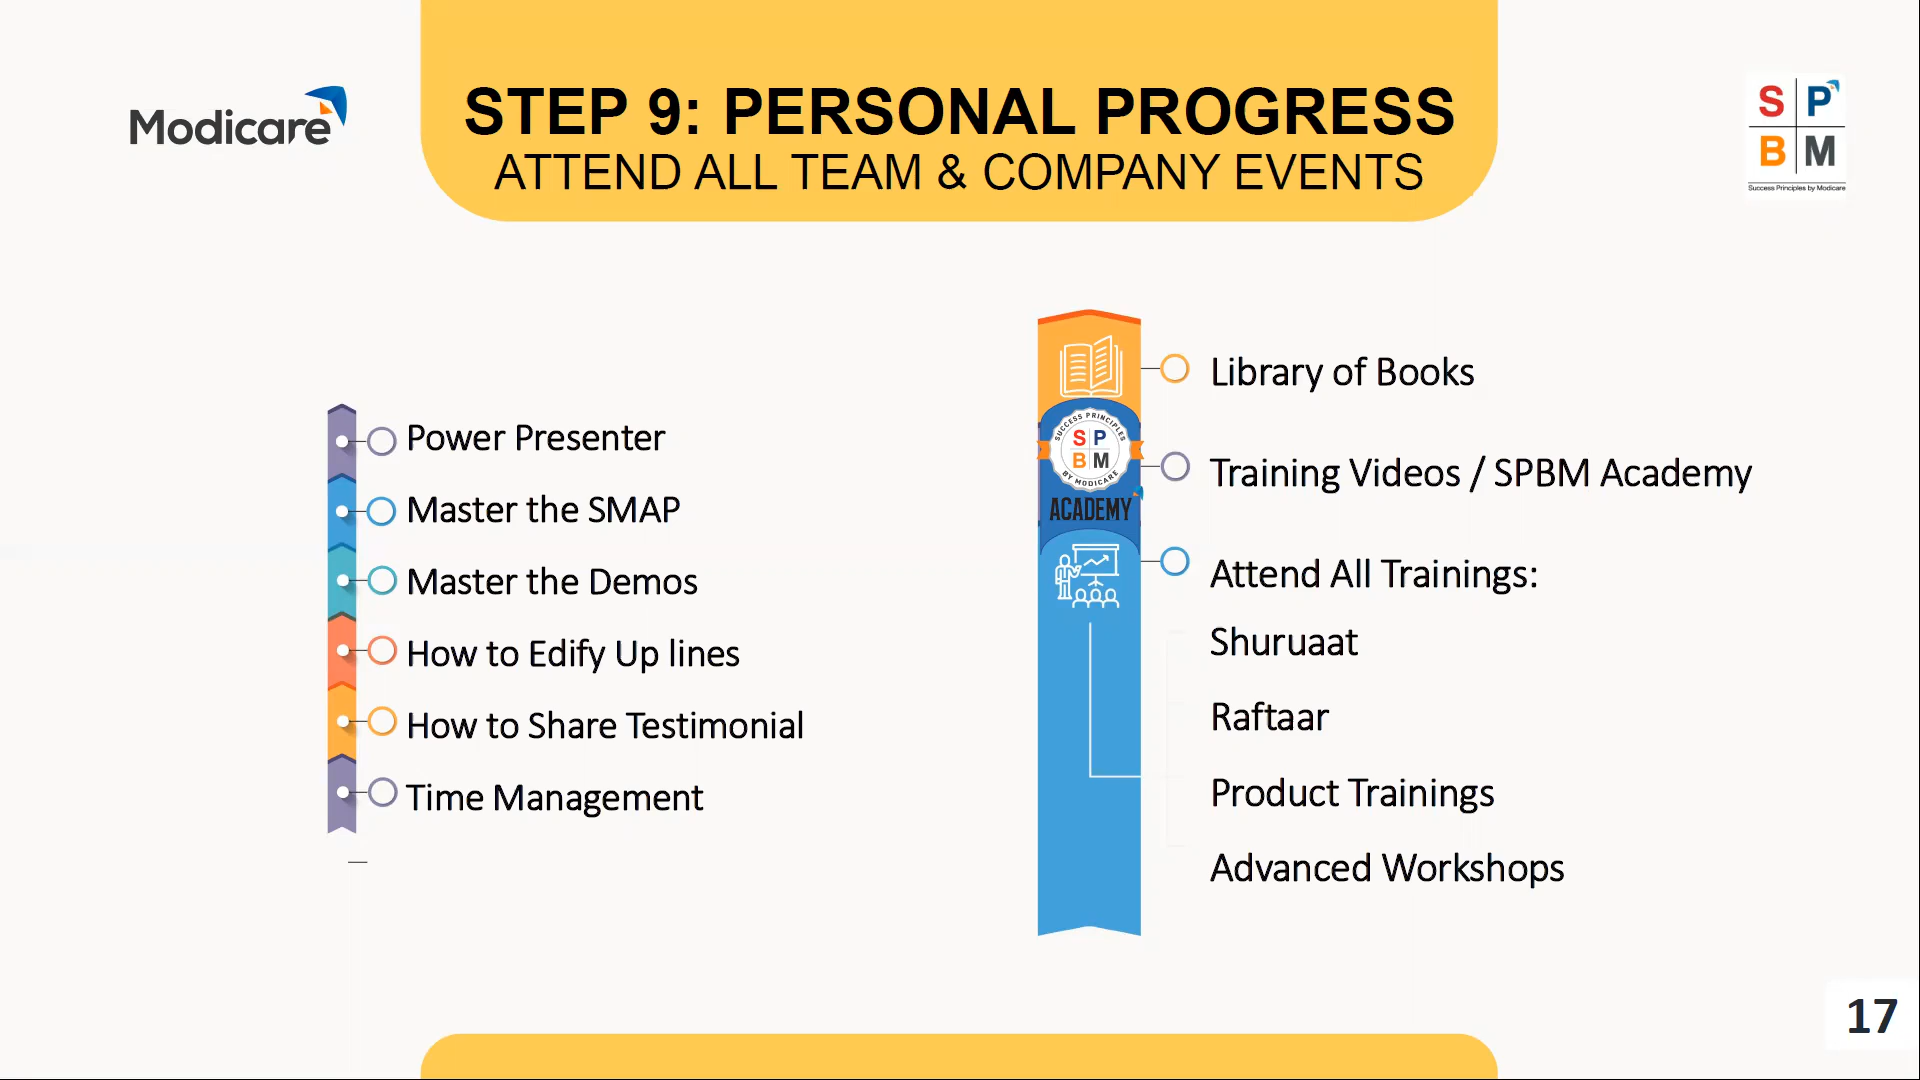 Modicare
STEP 9: PERSONAL PROGRESS
ATTEND ALL TEAM & COMPANY EVENTS
S P
B M
Success Principles by Modicare
Power Presenter
Master the SMAP
Master the Demos
How to Edify Up lines
How to Share Testimonial
Time Management
Library of Books
SUCCESS PRINCIPLES
S P
B M
BY MODICARE
ACADEMY
Training Videos / SPBM Academy
Attend All Trainings:
Shuruaat
Raftaar
Product Trainings
Advanced Workshops
17